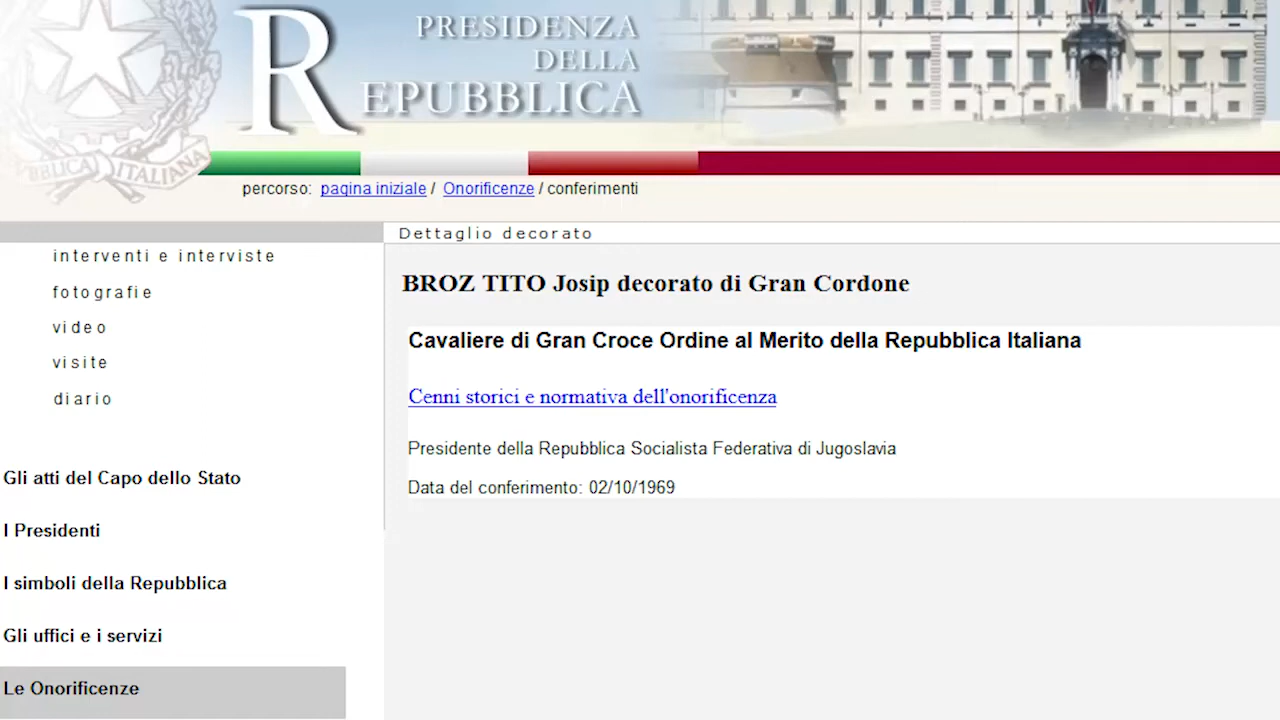 PRESIDENZA
DELLA
REPUBBLICA
REPUBBLICA ITALIANA
percorso: pagina iniziale / Onorificenze / conferimenti
Dettaglio decorato
interventi e interviste
fotografie
video
visite
diario
Gli atti del Capo dello Stato
I Presidenti
I simboli della Repubblica
Gli uffici e i servizi
Le Onorificenze
BROZ TITO Josip decorato di Gran Cordone
Cavaliere di Gran Croce Ordine al Merito della Repubblica Italiana
Cenni storici e normativa dell'onorificenza
Presidente della Repubblica Socialista Federativa di Jugoslavia
Data del conferimento: 02/10/1969